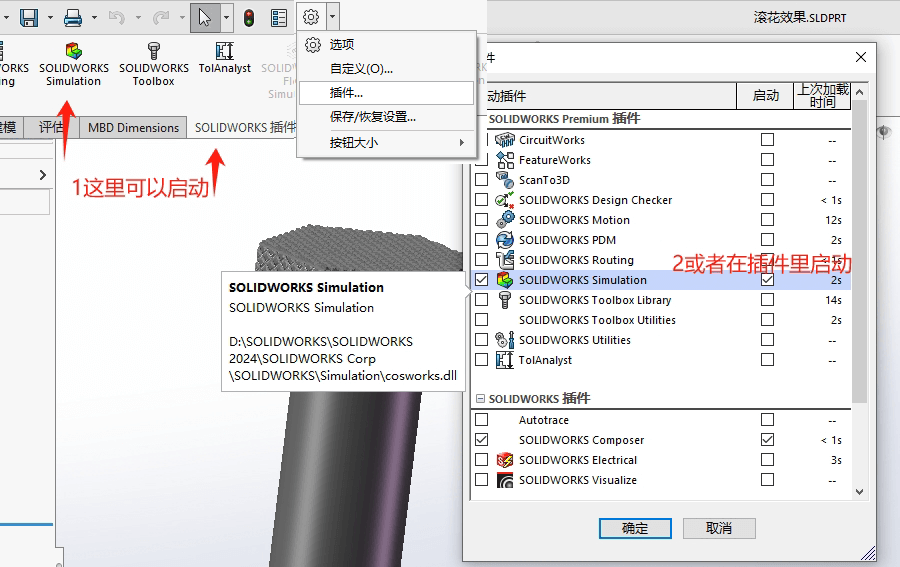 滚花效果.SLDPRT
ORKS
ng
SOLIDWORKS
Simulation
SOLIDWORKS
Toolbox
TolAnalyst
SOLID
Fl
Simu
建模
评估
MBD Dimensions
SOLIDWORKS 插件
1这里可以启动
选项
自定义(O)...
插件...
保存/恢复设置...
按钮大小
件
动插件
启动
上次加载
时间
SOLIDWORKS Premium 插件
CircuitWorks --
FeatureWorks --
ScanTo3D --
SOLIDWORKS Design Checker < 1s
SOLIDWORKS Motion 12s
SOLIDWORKS PDM 2s
SOLIDWORKS Routing
2或者在插件里启动
SOLIDWORKS Simulation 2s
SOLIDWORKS Toolbox Library 14s
SOLIDWORKS Toolbox Utilities 2s
SOLIDWORKS Utilities --
TolAnalyst --
SOLIDWORKS 插件
Autotrace --
SOLIDWORKS Composer < 1s
SOLIDWORKS Electrical 3s
SOLIDWORKS Visualize --
确定
取消
SOLIDWORKS Simulation
SOLIDWORKS Simulation
D:\SOLIDWORKS\SOLIDWORKS
2024\SOLIDWORKS Corp
\SOLIDWORKS\Simulation\cosworks.dll